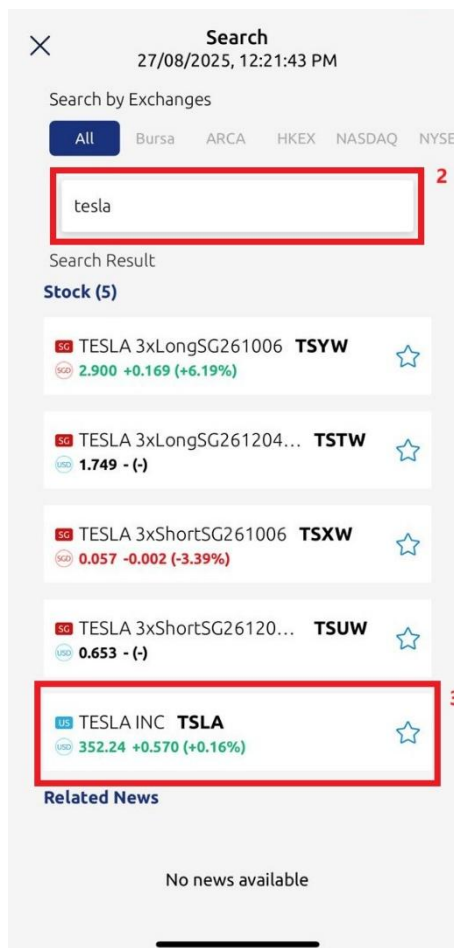 Search
27/08/2025, 12:21:43 PM
Search by Exchanges
All Bursa ARCA HKEX NASDAQ NYSE
2
tesla
Search Result
Stock (5)
SG TESLA 3xLongSG261006 TSYW
SGD 2.900 +0.169 (+6.19%)
SG TESLA 3xLongSG261204... TSTW
USD 1.749 - (-)
SG TESLA 3xShortSG261006 TSXW
SGD 0.057 -0.002 (-3.39%)
SG TESLA 3xShortSG26120... TSUW
USD 0.653 - (-)
3
US TESLA INC TSLA
USD 352.24 +0.570 (+0.16%)
Related News
No news available